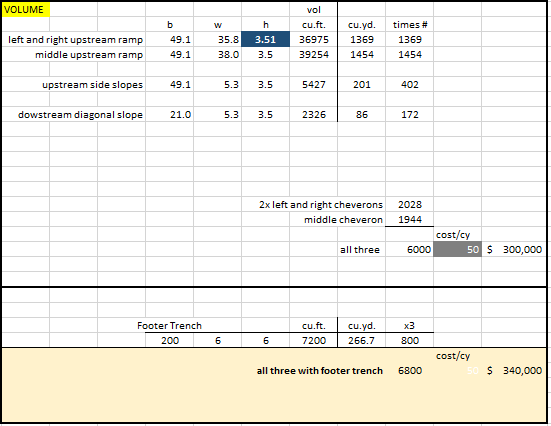 VOLUME vol
b w h cu.ft. cu.yd. times #
left and right upstream ramp 49.1 35.8 3.51 36975 1369 1369
middle upstream ramp 49.1 38.0 3.5 39254 1454 1454
upstream side slopes 49.1 5.3 3.5 5427 201 402
dowstream diagonal slope 21.0 5.3 3.5 2326 86 172
2x left and right cheverons 2028
middle cheveron 1944
cost/cy
all three 6000 50 $ 300,000
Footer Trench cu.ft. cu.yd. x3
200 6 6 7200 266.7 800
cost/cy
all three with footer trench 6800 50 $ 340,000